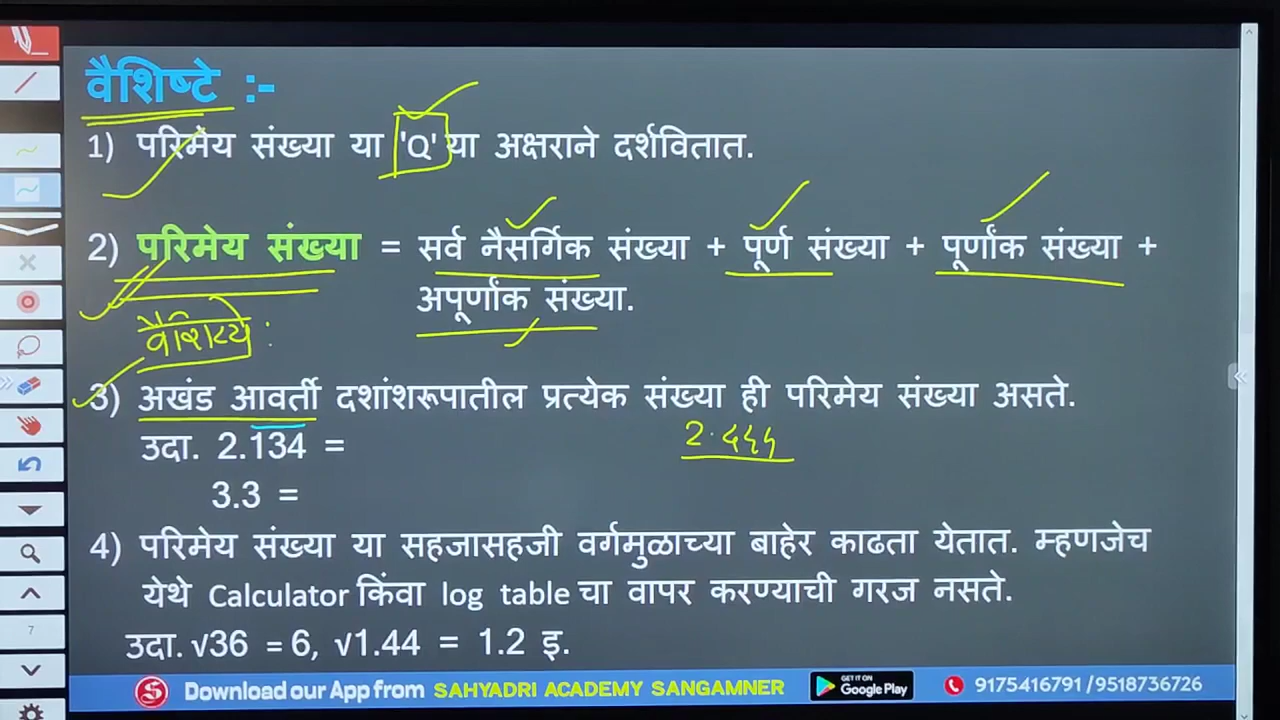 वैशिष्टे :-
1) परिमेय संख्या या 'Q' या अक्षराने दर्शवितात.
2) परिमेय संख्या = सर्व नैसर्गिक संख्या + पूर्ण संख्या + पूर्णांक संख्या +
अपूर्णांक संख्या.
3) अखंड आवर्ती दशांशरूपातील प्रत्येक संख्या ही परिमेय संख्या असते.
उदा. 2.134 =
3.3 =
4) परिमेय संख्या या सहजासहजी वर्गमुळाच्या बाहेर काढता येतात. म्हणजेच
येथे Calculator किंवा log table चा वापर करण्याची गरज नसते.
उदा. √36 = 6, √1.44 = 1.2 इ.
7
Download our App from SAHYADRI ACADEMY SANGAMNER GET IT ON Google Play 9175416791 /9518736726